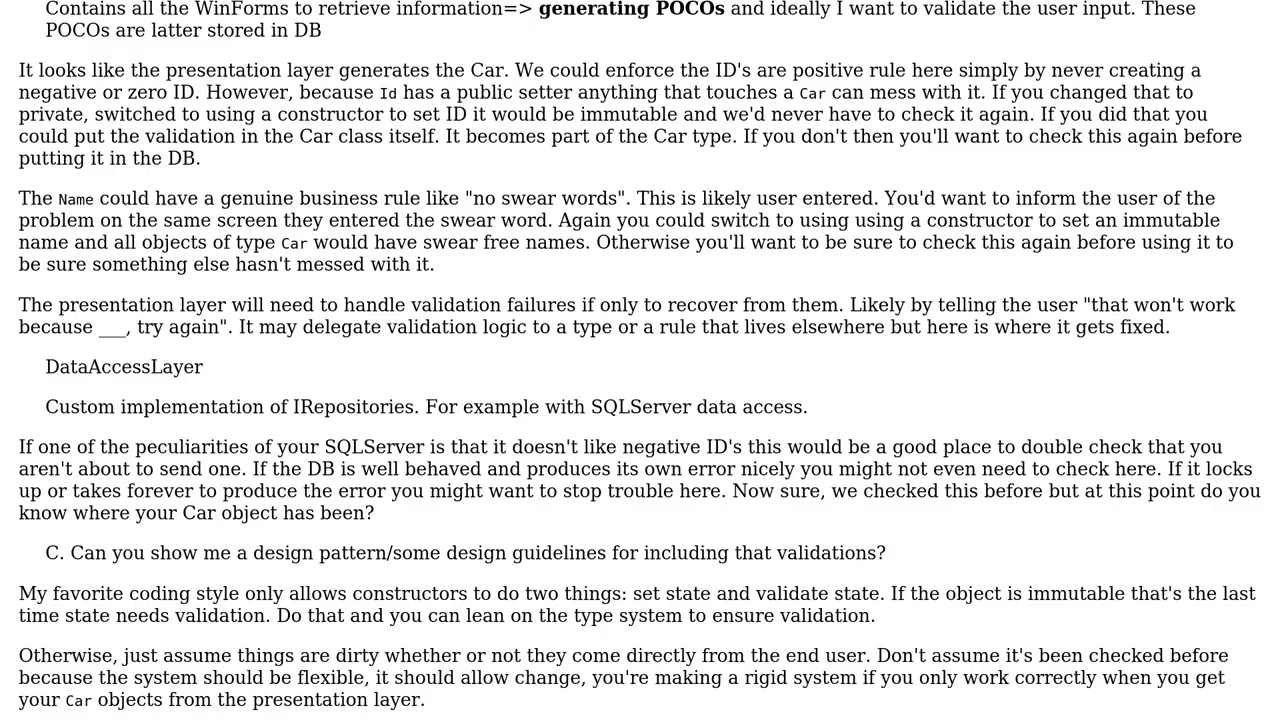 Contains all the WinForms to retrieve information=> generating POCOs and ideally I want to validate the user input. These
POCOs are latter stored in DB
It looks like the presentation layer generates the Car. We could enforce the ID's are positive rule here simply by never creating a
negative or zero ID. However, because Id has a public setter anything that touches a Car can mess with it. If you changed that to
private, switched to using a constructor to set ID it would be immutable and we'd never have to check it again. If you did that you
could put the validation in the Car class itself. It becomes part of the Car type. If you don't then you'll want to check this again before
putting it in the DB.
The Name could have a genuine business rule like "no swear words". This is likely user entered. You'd want to inform the user of the
problem on the same screen they entered the swear word. Again you could switch to using using a constructor to set an immutable
name and all objects of type Car would have swear free names. Otherwise you'll want to be sure to check this again before using it to
be sure something else hasn't messed with it.
The presentation layer will need to handle validation failures if only to recover from them. Likely by telling the user "that won't work
because ___, try again". It may delegate validation logic to a type or a rule that lives elsewhere but here is where it gets fixed.
DataAccessLayer
Custom implementation of IRepositories. For example with SQLServer data access.
If one of the peculiarities of your SQLServer is that it doesn't like negative ID's this would be a good place to double check that you
aren't about to send one. If the DB is well behaved and produces its own error nicely you might not even need to check here. If it locks
up or takes forever to produce the error you might want to stop trouble here. Now sure, we checked this before but at this point do you
know where your Car object has been?
C. Can you show me a design pattern/some design guidelines for including that validations?
My favorite coding style only allows constructors to do two things: set state and validate state. If the object is immutable that's the last
time state needs validation. Do that and you can lean on the type system to ensure validation.
Otherwise, just assume things are dirty whether or not they come directly from the end user. Don't assume it's been checked before
because the system should be flexible, it should allow change, you're making a rigid system if you only work correctly when you get
your Car objects from the presentation layer.